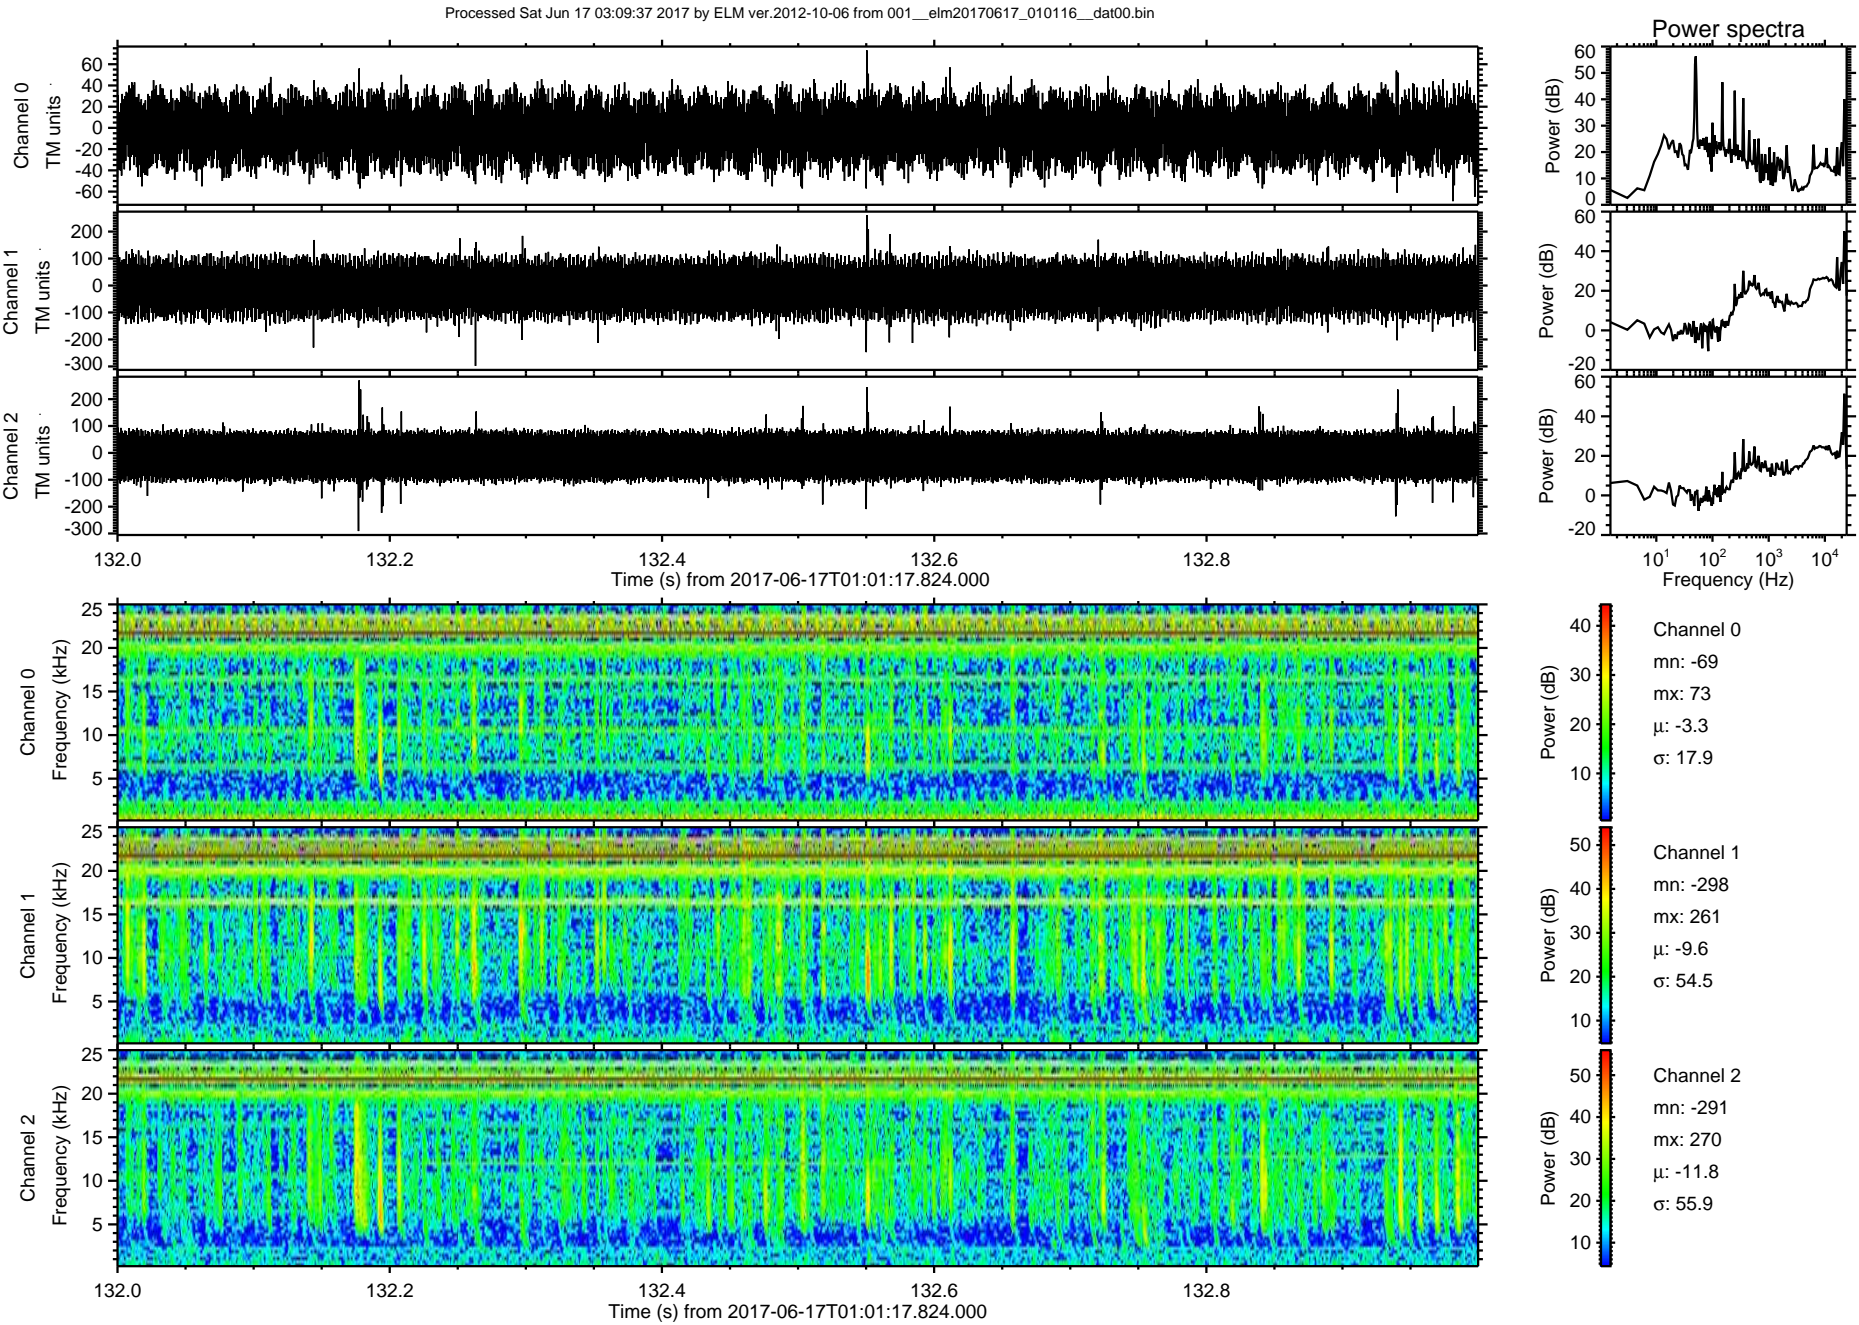 Processed Sat Jun 17 03:09:37 2017 by ELM ver.2012-10-06 from 001__elm20170617_010116__dat00.bin
Power spectra
Channel 0
TM units
60
40
20
0
-20
-40
-60
Power (dB)
60
50
40
30
20
10
0
Channel 1
TM units
200
100
0
-100
-200
-300
Power (dB)
60
40
20
0
-20
Channel 2
TM units
200
100
0
-100
-200
-300
Power (dB)
60
40
20
0
-20
132.0 132.2 132.4 132.6 132.8
Time (s) from 2017-06-17T01:01:17.824.000
10¹ 10² 10³ 10⁴
Frequency (Hz)
Channel 0
Frequency (kHz)
25
20
15
10
5
Power (dB)
40
30
20
10
Channel 0
mn: -69
mx: 73
μ: -3.3
σ: 17.9
Channel 1
Frequency (kHz)
25
20
15
10
5
Power (dB)
50
40
30
20
10
Channel 1
mn: -298
mx: 261
μ: -9.6
σ: 54.5
Channel 2
Frequency (kHz)
25
20
15
10
5
Power (dB)
50
40
30
20
10
Channel 2
mn: -291
mx: 270
μ: -11.8
σ: 55.9
132.0 132.2 132.4 132.6 132.8
Time (s) from 2017-06-17T01:01:17.824.000